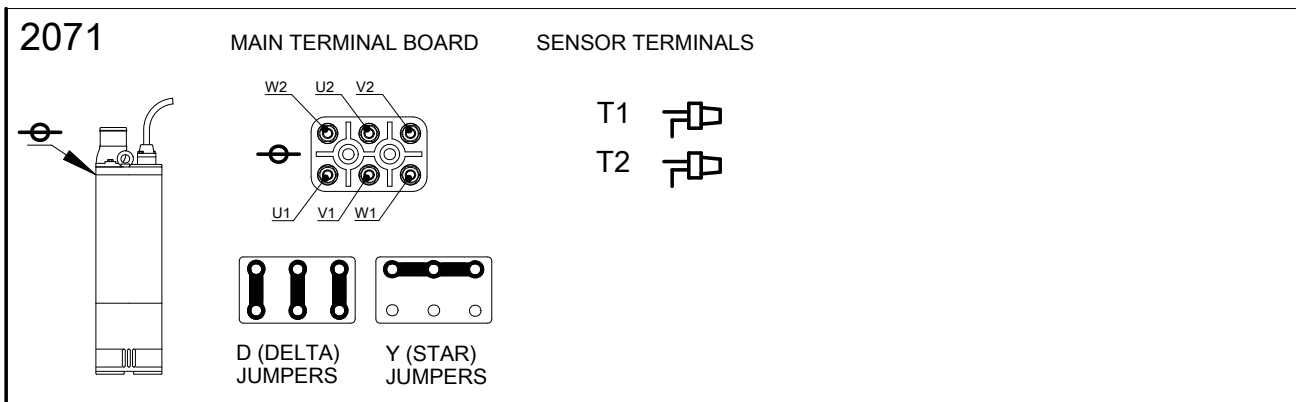 2071
MAIN TERMINAL BOARD
SENSOR TERMINALS
W2 U2 V2
T1
T2
U1 V1 W1
D (DELTA)
JUMPERS
Y (STAR)
JUMPERS